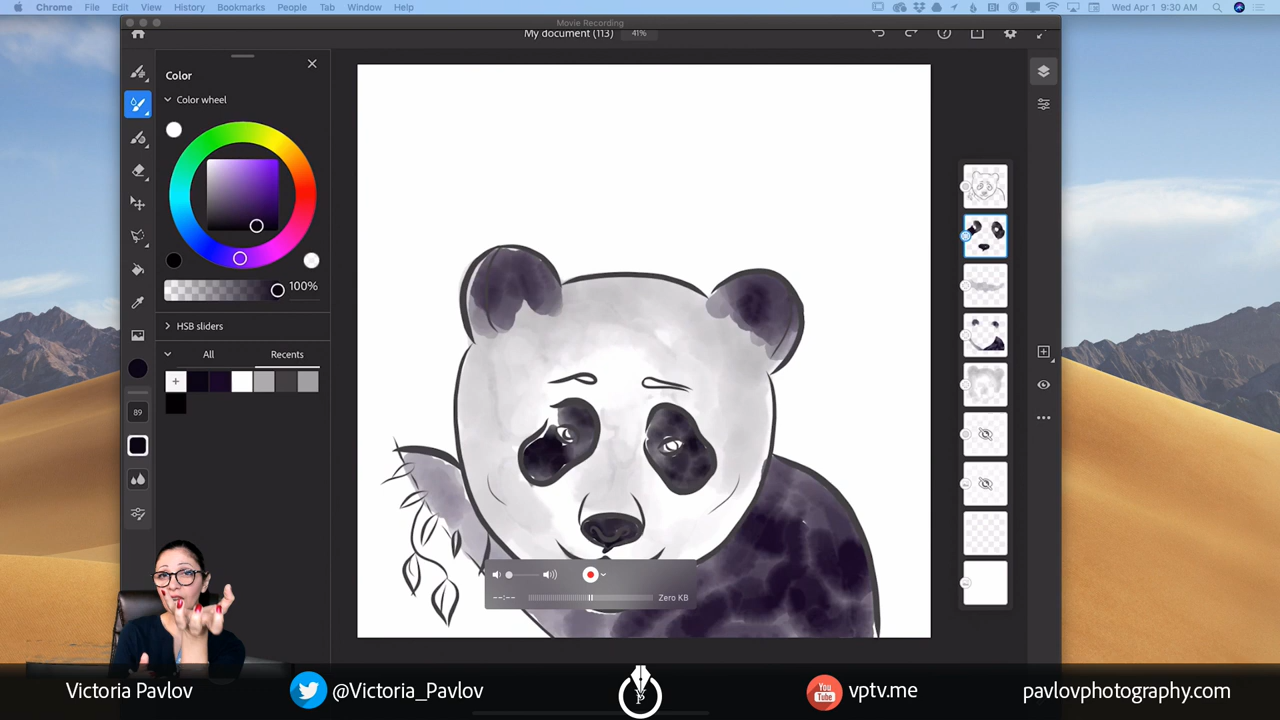 Chrome File Edit View History Bookmarks People Tab Window Help Wed Apr 1 9:30 AM
Movie Recording
My document (113) 41%
Color
Color wheel
100%
HSB sliders
All Recents
89
--:-- Zero KB
Victoria Pavlov @Victoria_Pavlov You Tube vptv.me pavlovphotography.com